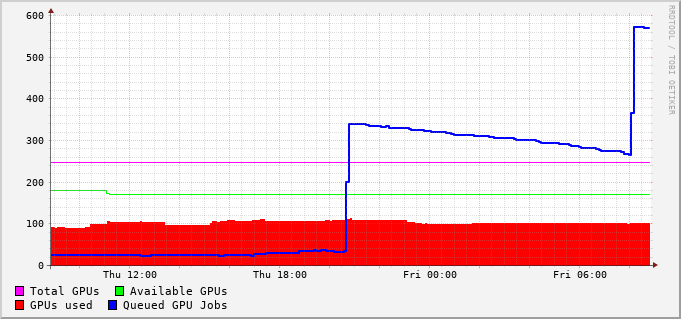 600
500
400
300
200
100
0
Thu 12:00 Thu 18:00 Fri 00:00 Fri 06:00
Total GPUs Available GPUs
GPUs used Queued GPU Jobs
RRDTOOL / TOBI OETIKER